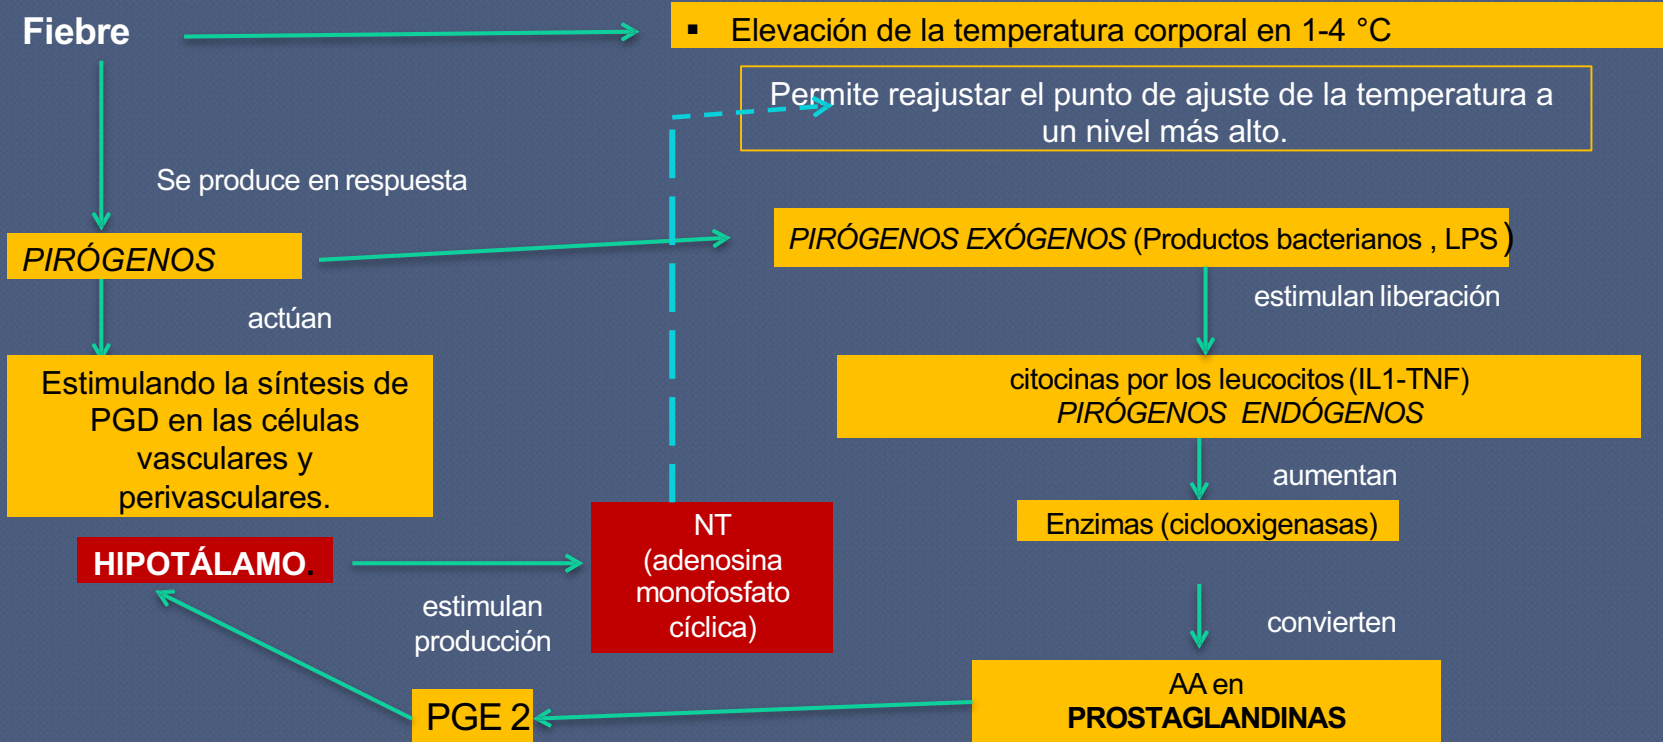 Fiebre
▪ Elevación de la temperatura corporal en 1-4 °C
Permite reajustar el punto de ajuste de la temperatura a
un nivel más alto.
Se produce en respuesta
PIRÓGENOS
PIRÓGENOS EXÓGENOS (Productos bacterianos , LPS )
actúan
estimulan liberación
Estimulando la síntesis de
PGD en las células
vasculares y
perivasculares.
citocinas por los leucocitos (IL1-TNF)
PIRÓGENOS ENDÓGENOS
aumentan
Enzimas (ciclooxigenasas)
HIPOTÁLAMO.
estimulan
producción
NT
(adenosina
monofosfato
cíclica)
convierten
AA en
PROSTAGLANDINAS
PGE 2